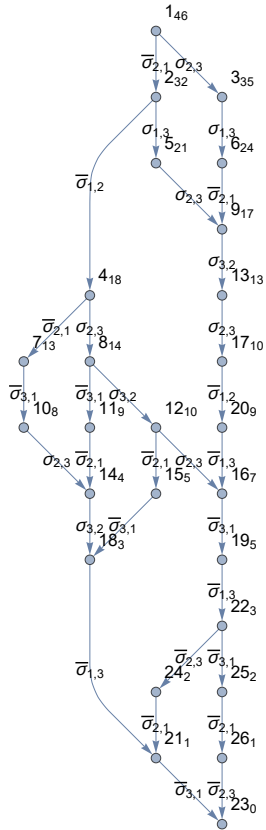 1₄₆
σ̅₂,₁ σ₂,₃
2₃₂ 3₃₅
σ₁,₃ σ₁,₃
5₂₁ 6₂₄
σ̅₁,₂ σ₂,₃ σ̅₂,₁
9₁₇
σ₃,₂
4₁₈ 13₁₃
σ̅₂,₁ σ₂,₃ σ₂,₃
7₁₃ 8₁₄ 17₁₀
σ̅₃,₁ σ̅₃,₁ σ₃,₂ σ̅₁,₂
10₈ 11₉ 12₁₀ 20₉
σ₂,₃ σ̅₂,₁ σ̅₂,₁ σ₂,₃ σ̅₁,₃
14₄ 15₅ 16₇
σ₃,₂ σ̅₃,₁ σ̅₃,₁
18₃ 19₅
σ̅₁,₃
22₃
σ̅₁,₃ σ̅₂,₃ σ̅₃,₁
24₂ 25₂
σ̅₂,₁ σ̅₂,₁
21₁ 26₁
σ̅₃,₁ σ̅₂,₃
23₀